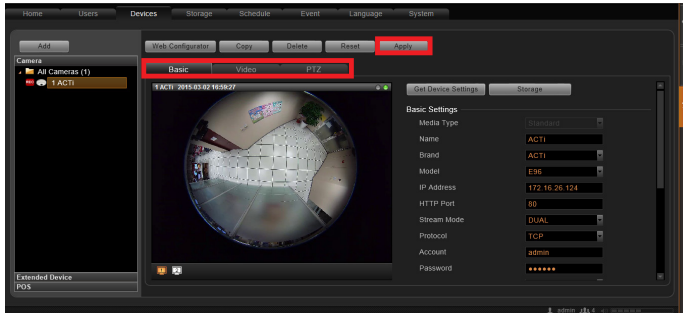 Home Users Devices Storage Schedule Event Language System
Add Web Configurator Copy Delete Reset Apply
Camera
All Cameras (1)
1 ACTi
Basic Video PTZ
1 ACTi 2015-03-02 16:59:27
Get Device Settings Storage
Basic Settings
Media Type Standard
Name ACTi
Brand ACTi
Model E96
IP Address 172.16.26.124
HTTP Port 80
Stream Mode DUAL
Protocol TCP
Account admin
Password ●●●●●●
1 2
Extended Device
POS
admin